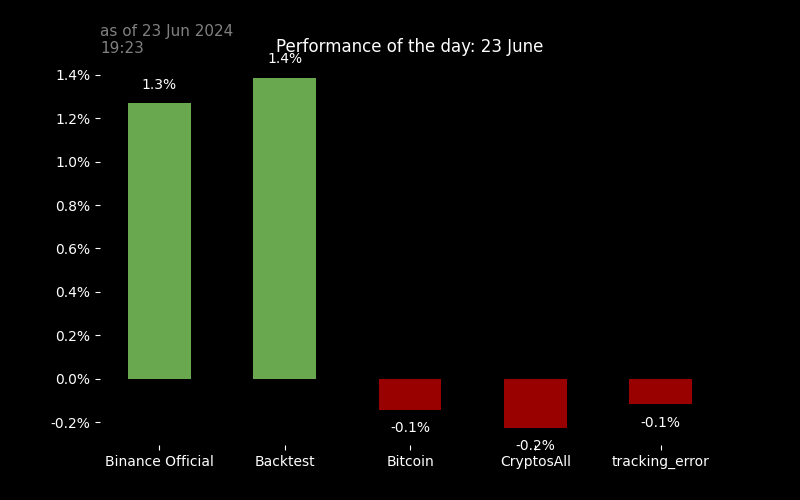 as of 23 Jun 2024
19:23
Performance of the day: 23 June
1.4%
1.2%
1.0%
0.8%
0.6%
0.4%
0.2%
0.0%
-0.2%
1.3%
1.4%
-0.1%
-0.2%
-0.1%
Binance Official
Backtest
Bitcoin
CryptosAll
tracking_error